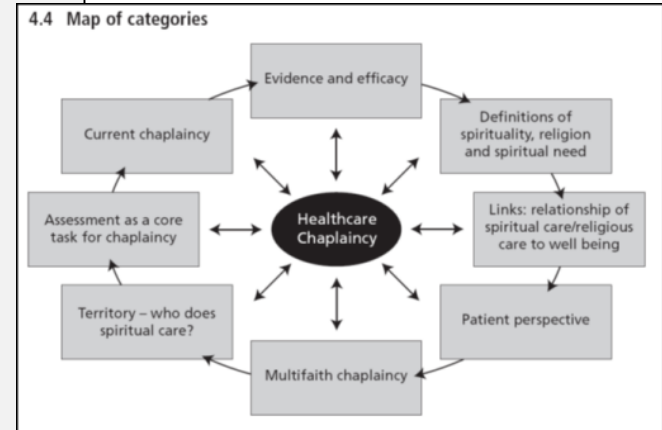 4.4 Map of categories
Evidence and efficacy
Definitions of
spirituality, religion
and spiritual need
Links: relationship of
spiritual care/religious
care to well being
Patient perspective
Multifaith chaplaincy
Territory – who does
spiritual care?
Assessment as a core
task for chaplaincy
Current chaplaincy
Healthcare
Chaplaincy